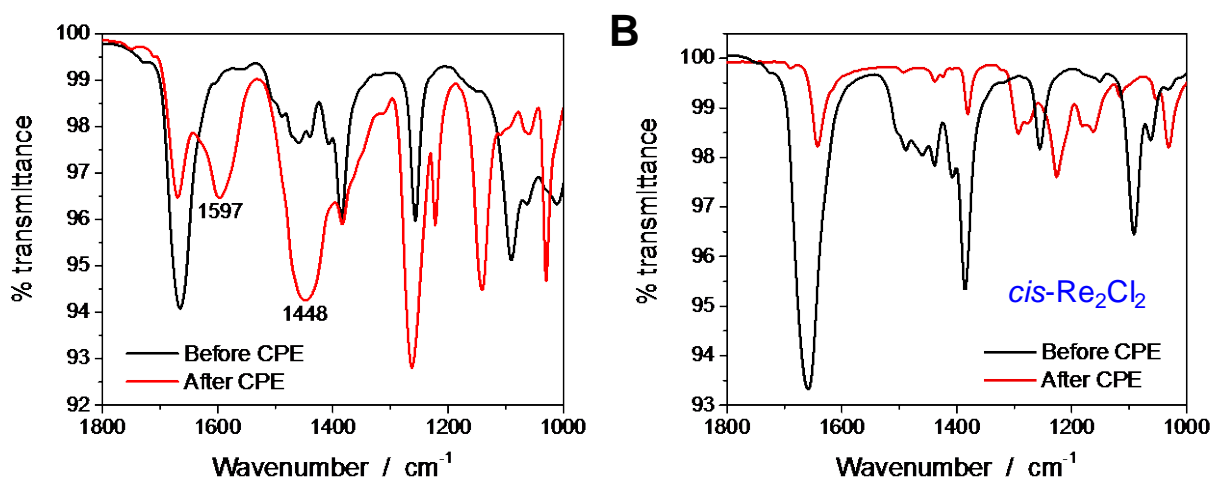 100
99
98
97
96
95
94
93
92
% transmittance
1597
1448
Before CPE
After CPE
1800 1600 1400 1200 1000
Wavenumber / cm⁻¹
B
100
99
98
97
96
95
94
93
% transmittance
cis-Re₂Cl₂
Before CPE
After CPE
1800 1600 1400 1200 1000
Wavenumber / cm⁻¹